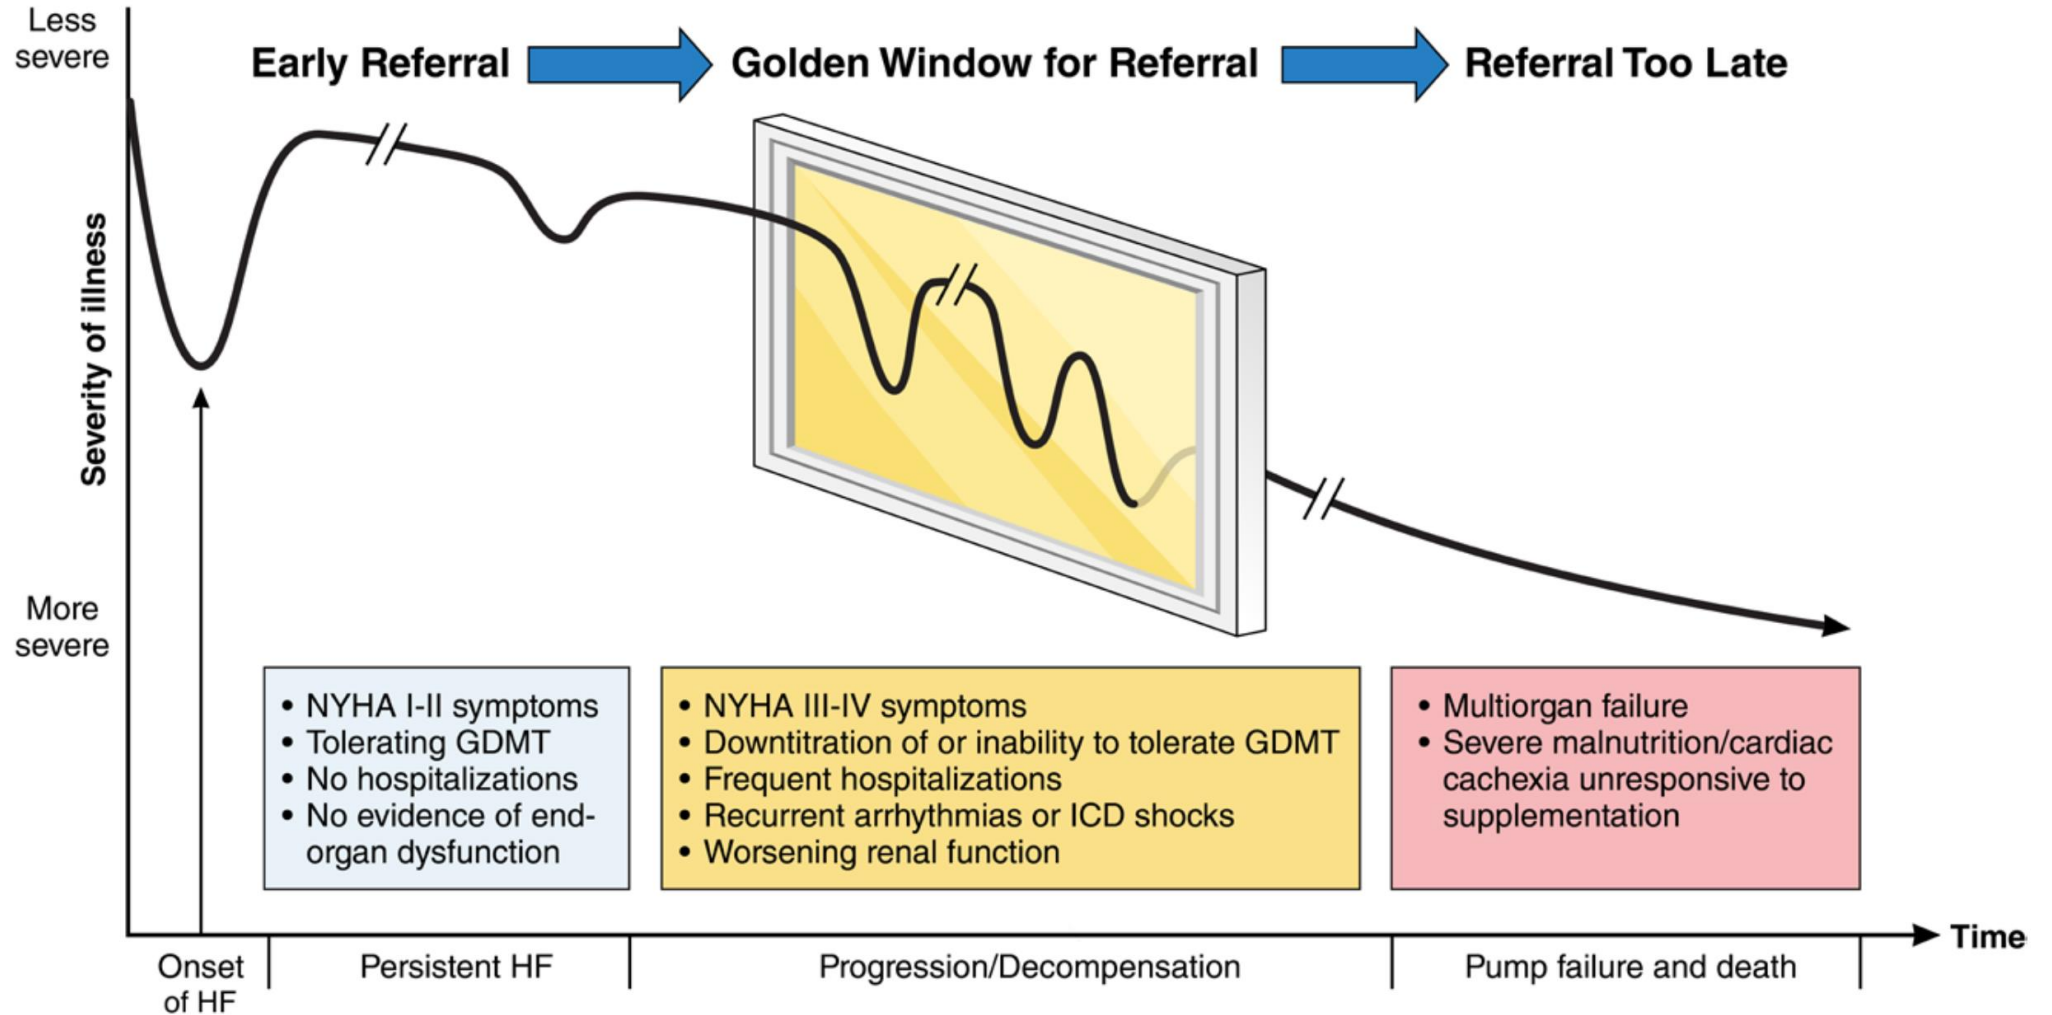 Less
severe
Early Referral
Golden Window for Referral
Referral Too Late
Severity of illness
More
severe
• NYHA I-II symptoms
• Tolerating GDMT
• No hospitalizations
• No evidence of end-
organ dysfunction
• NYHA III-IV symptoms
• Downtitration of or inability to tolerate GDMT
• Frequent hospitalizations
• Recurrent arrhythmias or ICD shocks
• Worsening renal function
• Multiorgan failure
• Severe malnutrition/cardiac
cachexia unresponsive to
supplementation
Time
Onset
of HF
Persistent HF
Progression/Decompensation
Pump failure and death